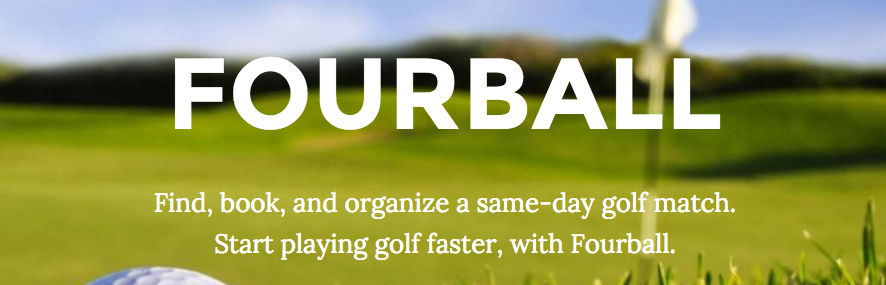 FOURBALL
Find, book, and organize a same-day golf match.
Start playing golf faster, with Fourball.